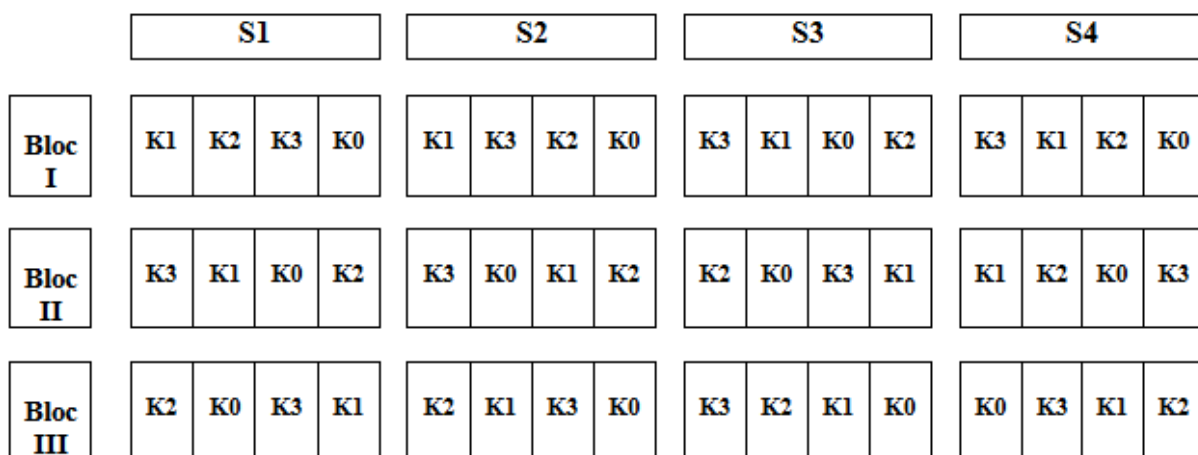 S1 S2 S3 S4
Bloc I K1 K2 K3 K0 K1 K3 K2 K0 K3 K1 K0 K2 K3 K1 K2 K0
Bloc II K3 K1 K0 K2 K3 K0 K1 K2 K2 K0 K3 K1 K1 K2 K0 K3
Bloc III K2 K0 K3 K1 K2 K1 K3 K0 K3 K2 K1 K0 K0 K3 K1 K2